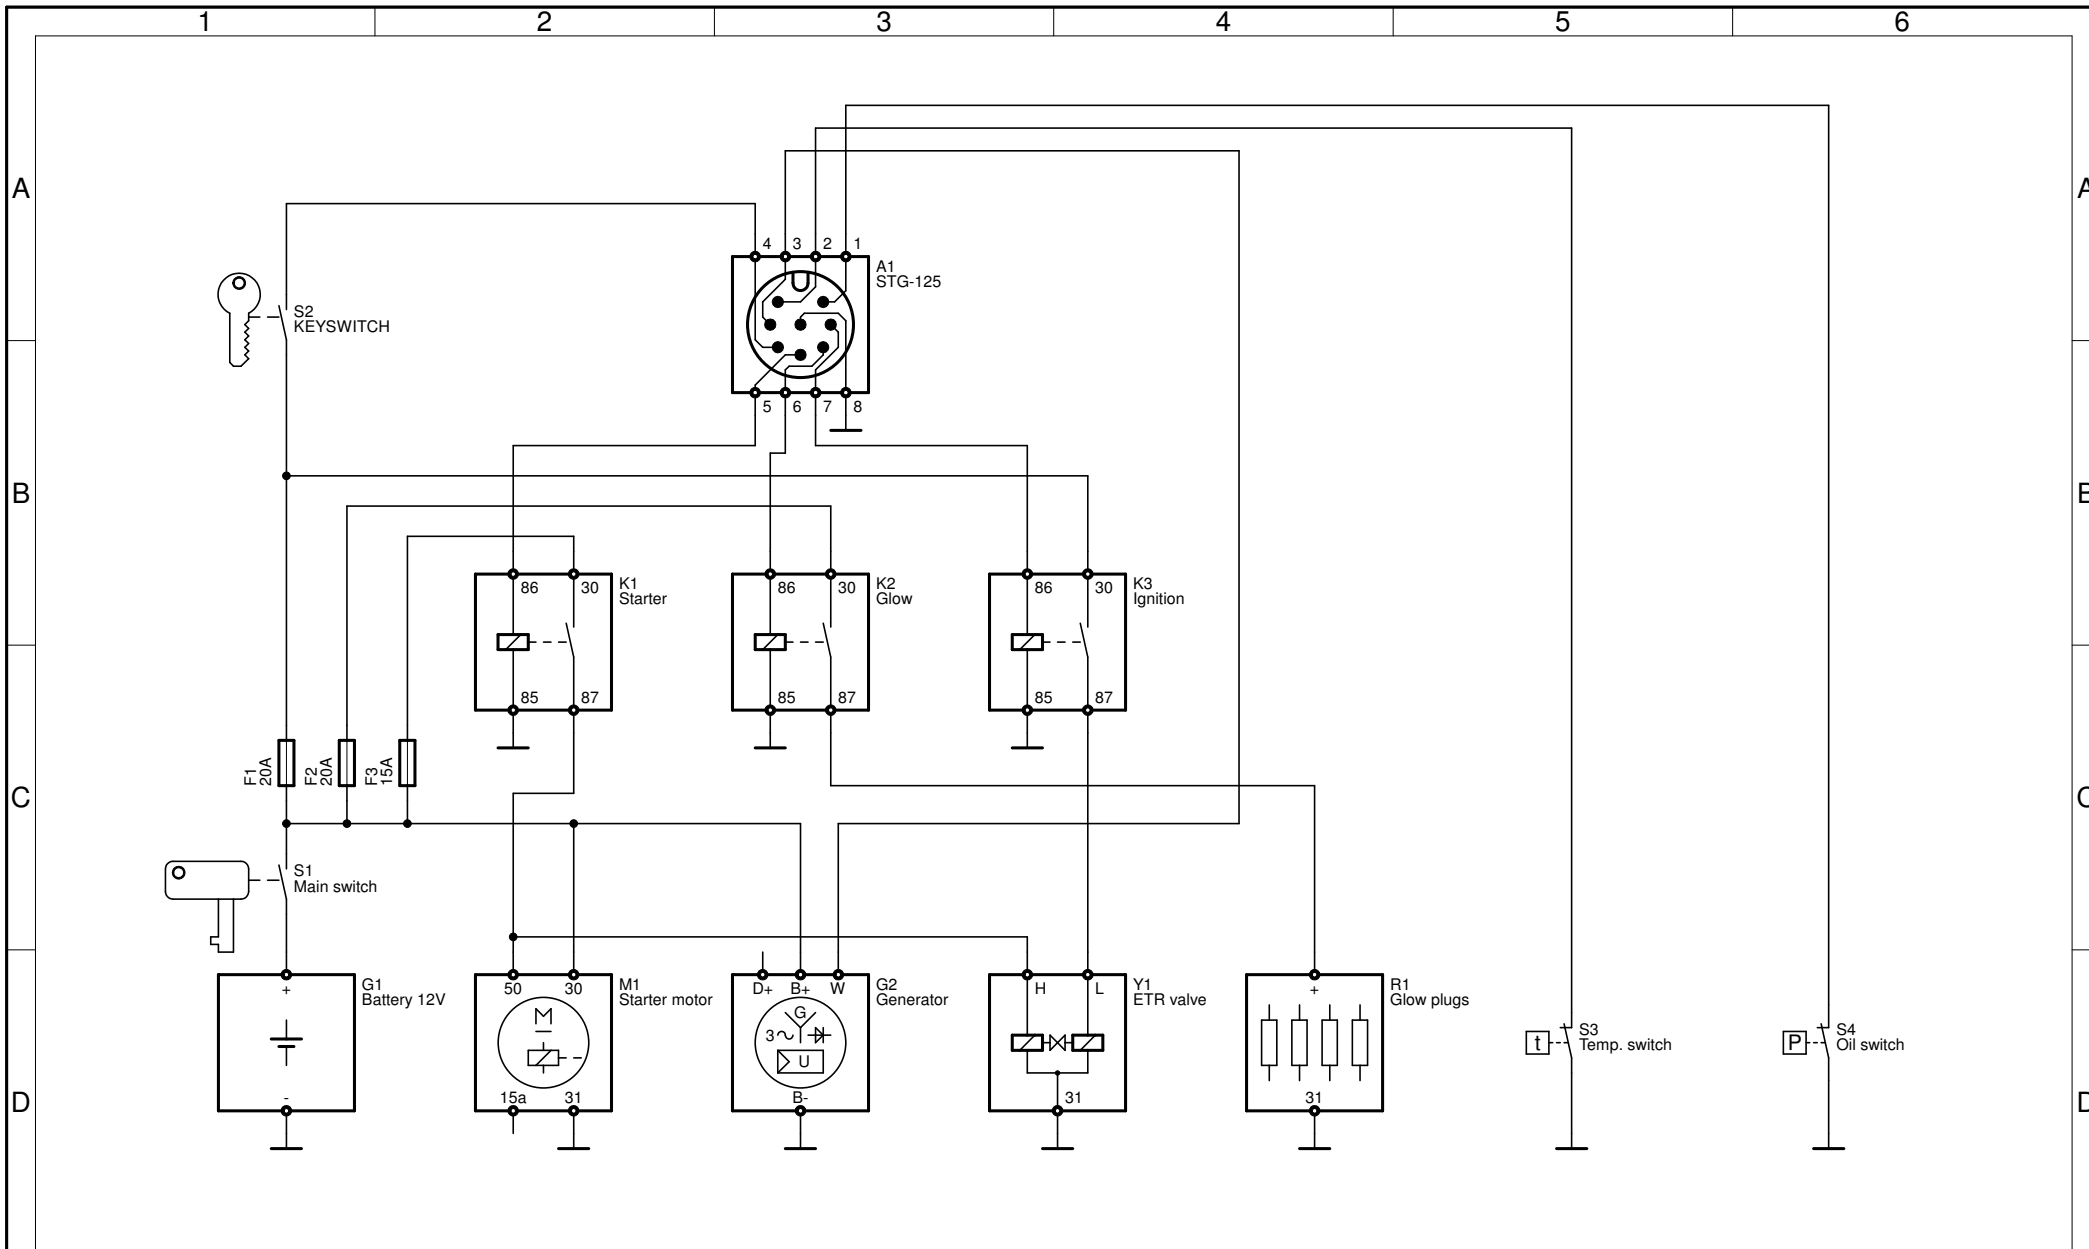 1 2 3 4 5 6
A A
4 3 2 1
A1
STG-125
S2
KEYSWITCH
5 6 7 8
B B
86 30
K1
Starter
86 30
K2
Glow
86 30
K3
Ignition
85 87
85 87
85 87
F1
20A
F2
20A
F3
15A
C C
S1
Main switch
+
G1
Battery 12V
-
50 30
M1
Starter motor
M
15a 31
D+ B+ W
G2
Generator
G
3
U
B-
H L
Y1
ETR valve
31
+
R1
Glow plugs
31
t
S3
Temp. switch
P
S4
Oil switch
D D